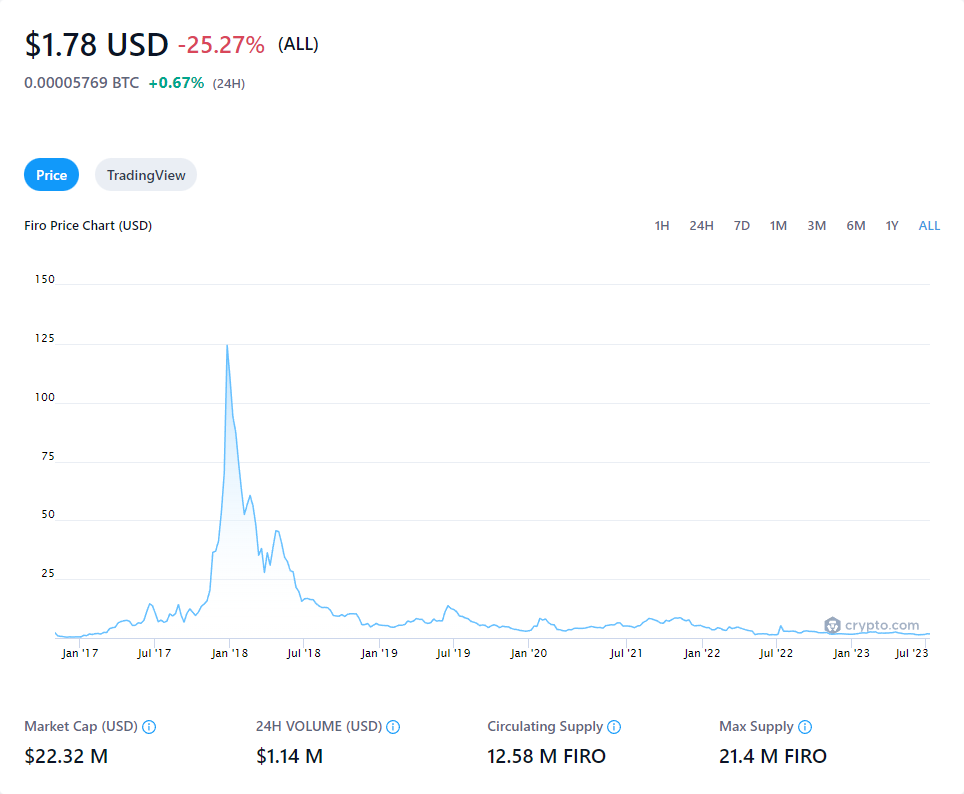 $1.78 USD -25.27% (ALL)
0.00005769 BTC +0.67% (24H)
Price TradingView
Firo Price Chart (USD) 1H 24H 7D 1M 3M 6M 1Y ALL
150
125
100
75
50
25
crypto.com
Jan '17 Jul '17 Jan '18 Jul '18 Jan '19 Jul '19 Jan '20 Jul '21 Jan '22 Jul '22 Jan '23 Jul '23
Market Cap (USD) 24H VOLUME (USD) Circulating Supply Max Supply
$22.32 M $1.14 M 12.58 M FIRO 21.4 M FIRO